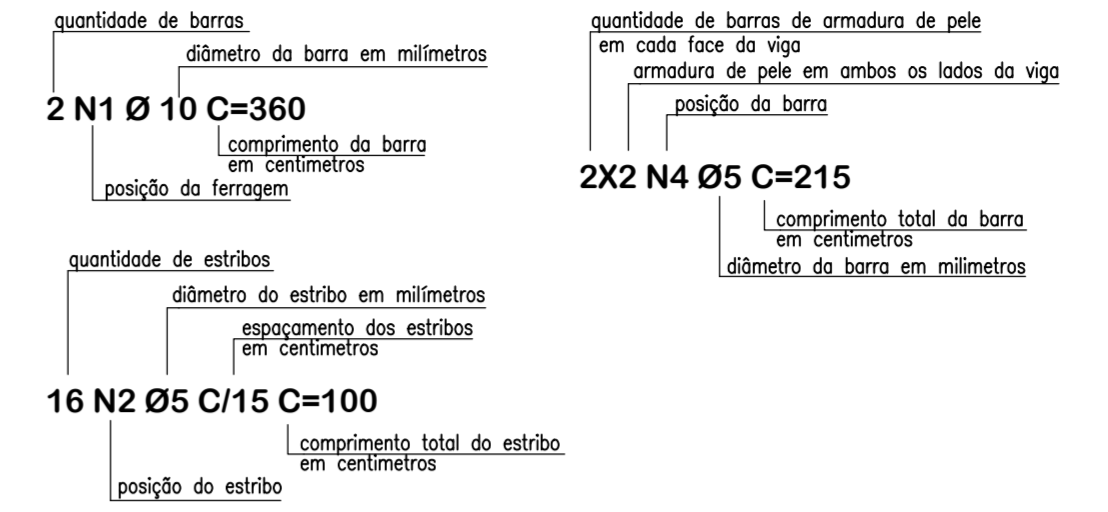 quantidade de barras
diâmetro da barra em milímetros
2 N1 Ø 10 C=360
comprimento da barra
em centimetros
posição da ferragem
quantidade de estribos
diâmetro do estribo em milímetros
espaçamento dos estribos
em centimetros
16 N2 Ø5 C/15 C=100
comprimento total do estribo
em centimetros
posição do estribo
quantidade de barras de armadura de pele
em cada face da viga
armadura de pele em ambos os lados da viga
posição da barra
2X2 N4 Ø5 C=215
comprimento total da barra
em centimetros
diâmetro da barra em milimetros